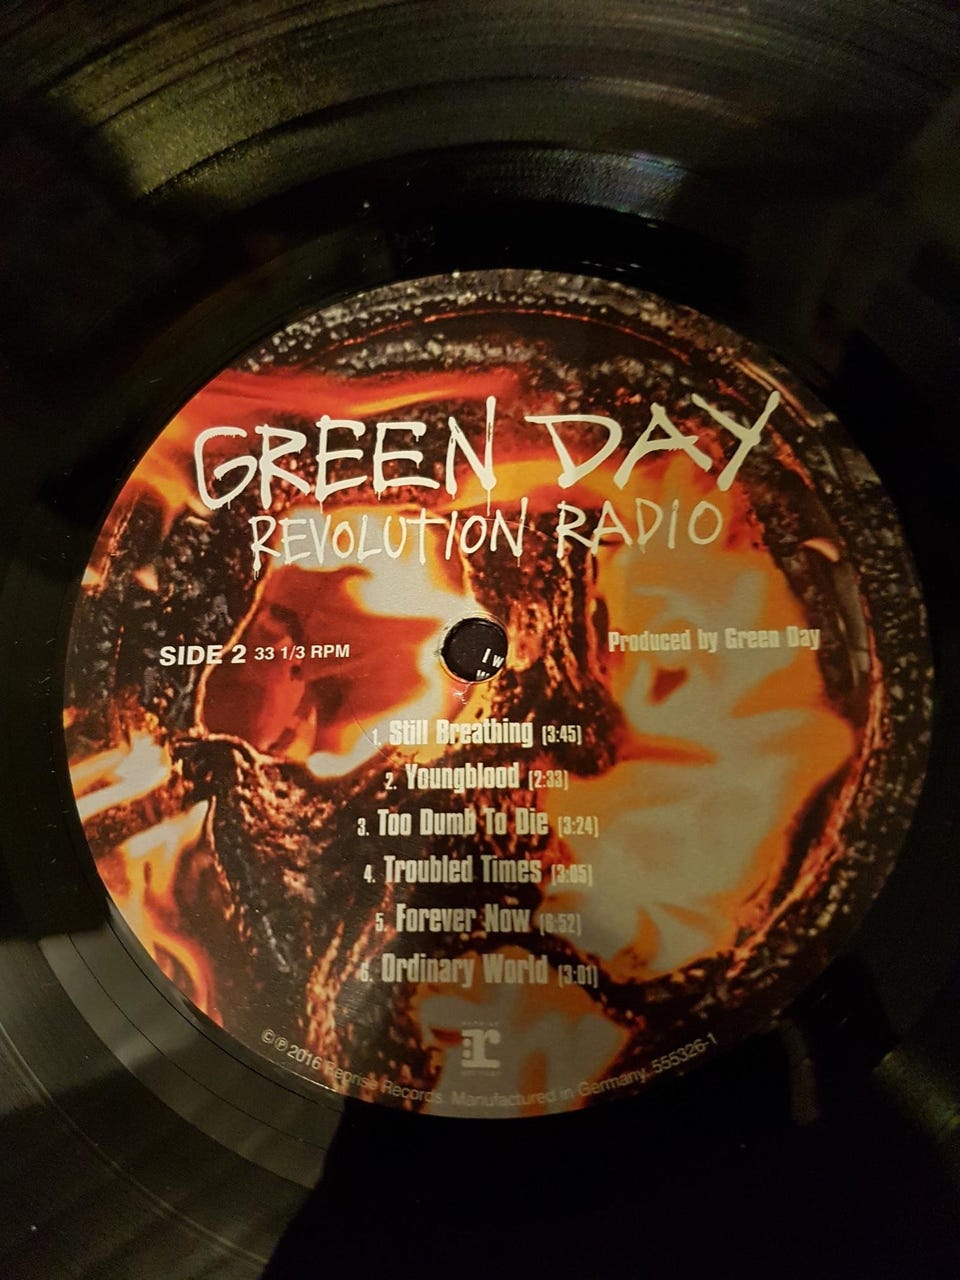 GREEN DAY
REVOLUTION RADIO
SIDE 2 33 1/3 RPM
Produced by Green Day
I w
1. Still Breathing (3:45)
2. Youngblood (2:33)
3. Too Dumb To Die (3:24)
4. Troubled Times (3:05)
5. Forever Now (6:52)
6. Ordinary World (3:01)
r
© ℗ 2016 Reprise Records. Manufactured in Germany. 555326-1